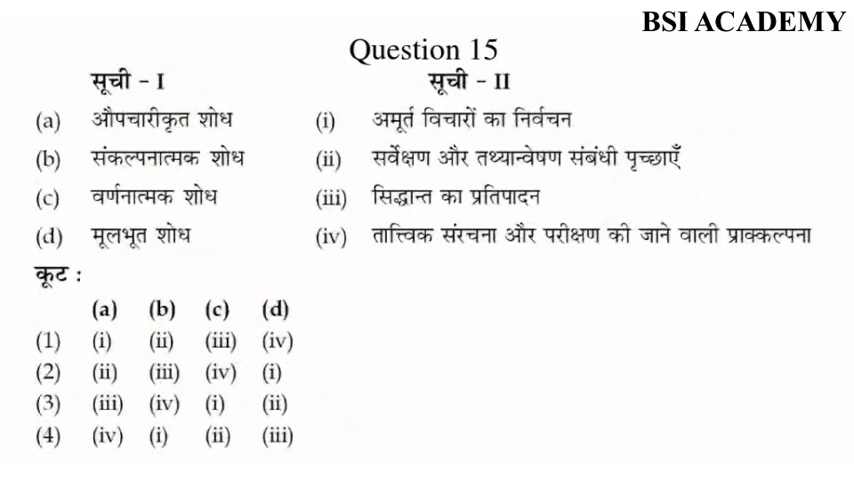 BSI ACADEMY
Question 15
सूची - I सूची - II
(a) औपचारीकृत शोध (i) अमूर्त विचारों का निर्वचन
(b) संकल्पनात्मक शोध (ii) सर्वेक्षण और तथ्यान्वेषण संबंधी पृच्छाएँ
(c) वर्णनात्मक शोध (iii) सिद्धान्त का प्रतिपादन
(d) मूलभूत शोध (iv) तात्त्विक संरचना और परीक्षण की जाने वाली प्राक्कल्पना
कूट :
(a) (b) (c) (d)
(1) (i) (ii) (iii) (iv)
(2) (ii) (iii) (iv) (i)
(3) (iii) (iv) (i) (ii)
(4) (iv) (i) (ii) (iii)